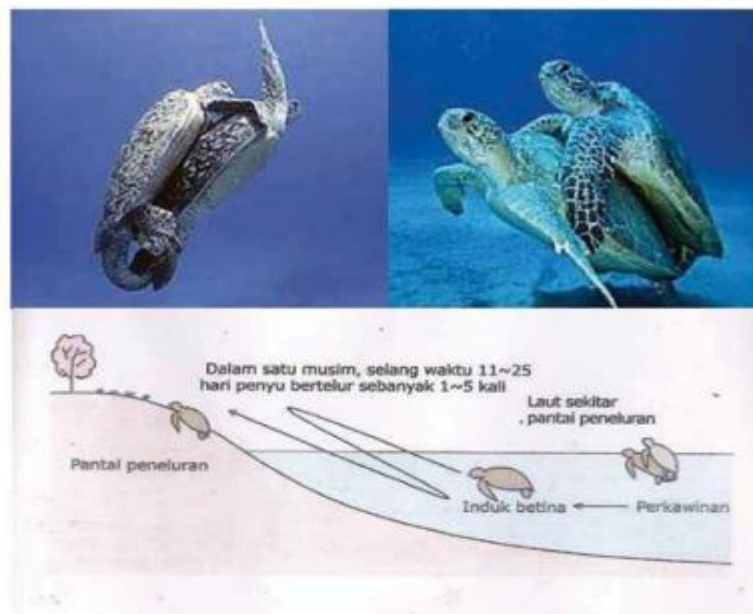 Dalam satu musim, selang waktu 11~25
hari penyu bertelur sebanyak 1~5 kali
Laut sekitar
pantai peneluran
Pantai peneluran
Induk betina
Perkawinan